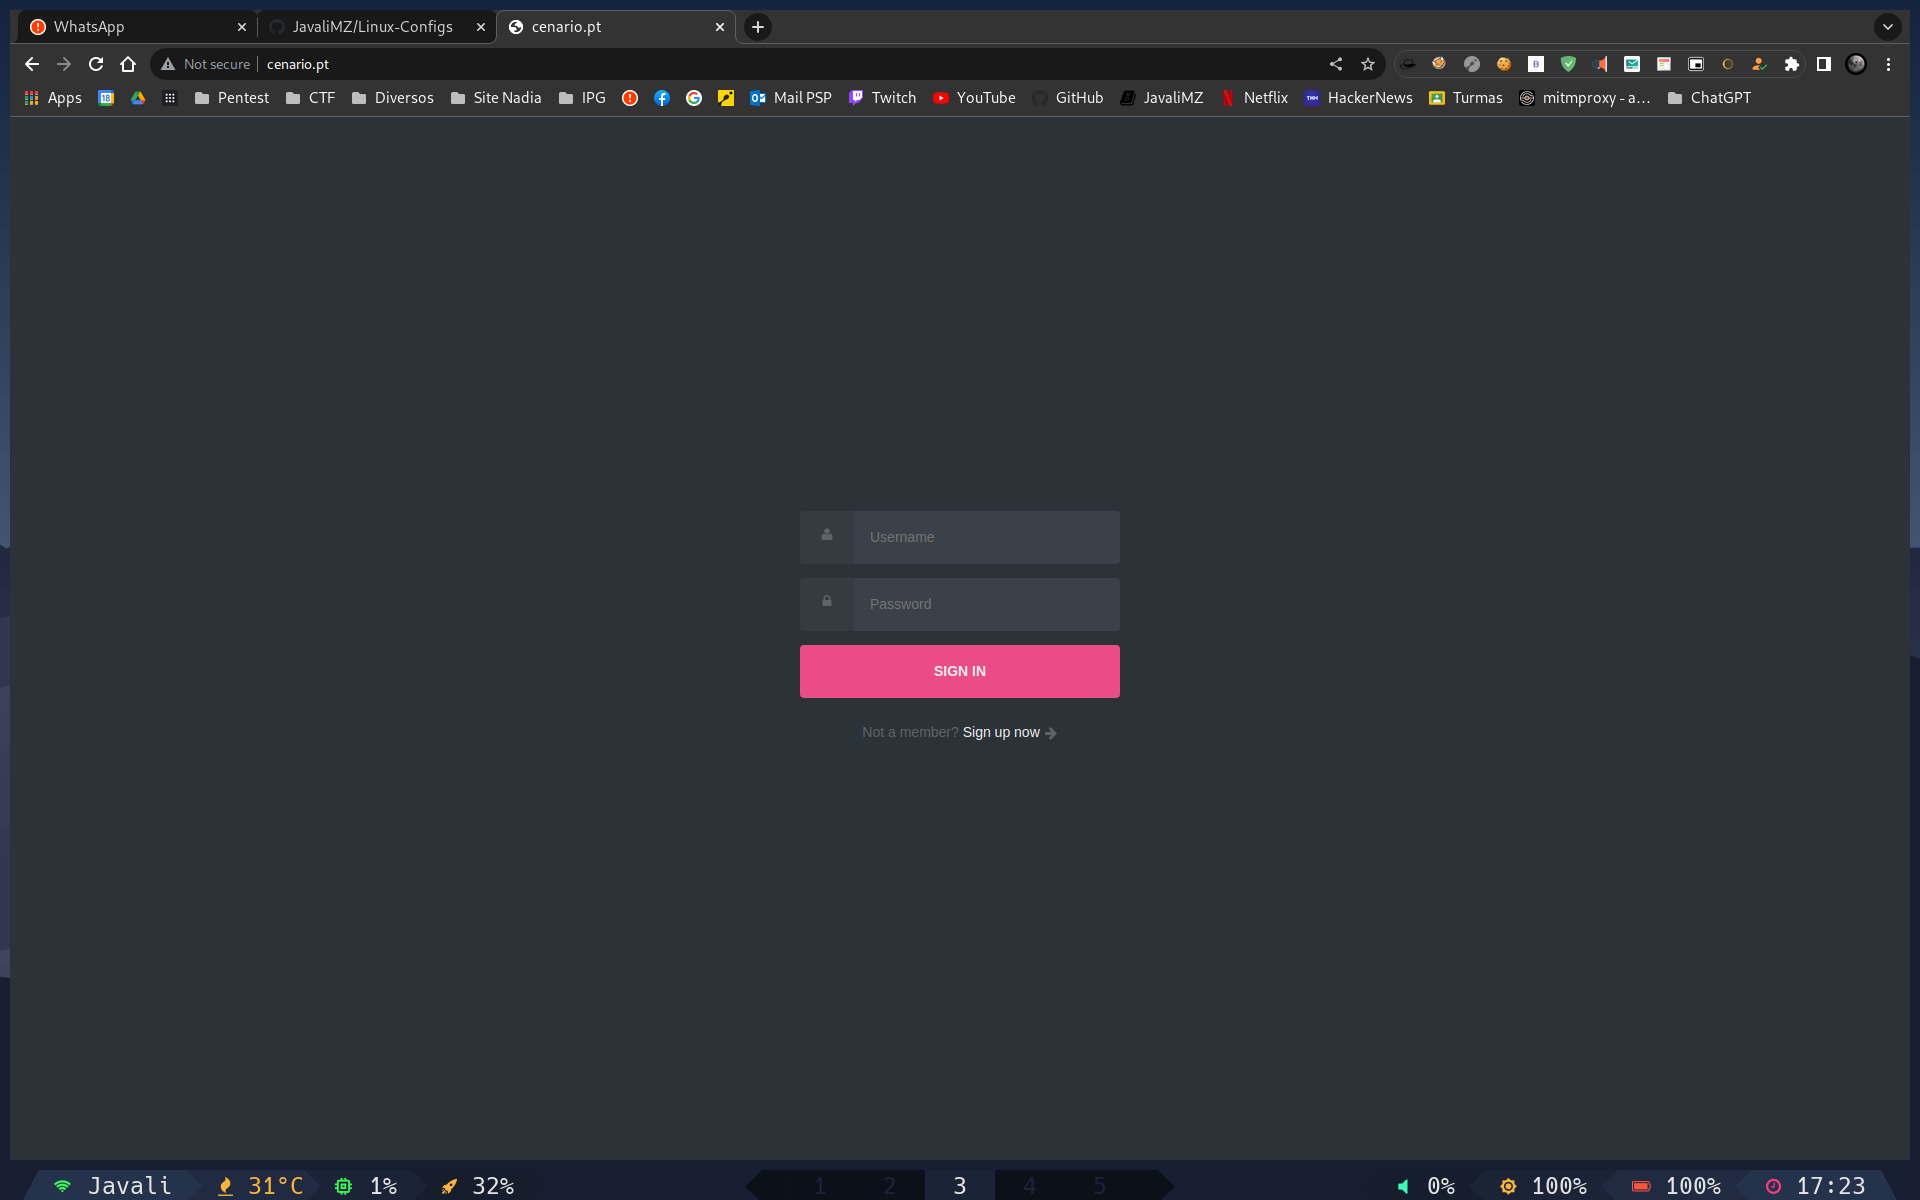 WhatsApp JavaliMZ/Linux-Configs cenario.pt
Not secure cenario.pt
Apps Pentest CTF Diversos Site Nadia IPG Mail PSP Twitch YouTube GitHub JavaliMZ Netflix HackerNews Turmas mitmproxy - a... ChatGPT
Username
Password
SIGN IN
Not a member? Sign up now
Javali 31°C 1% 32% 1 2 3 4 5 0% 100% 100% 17:23